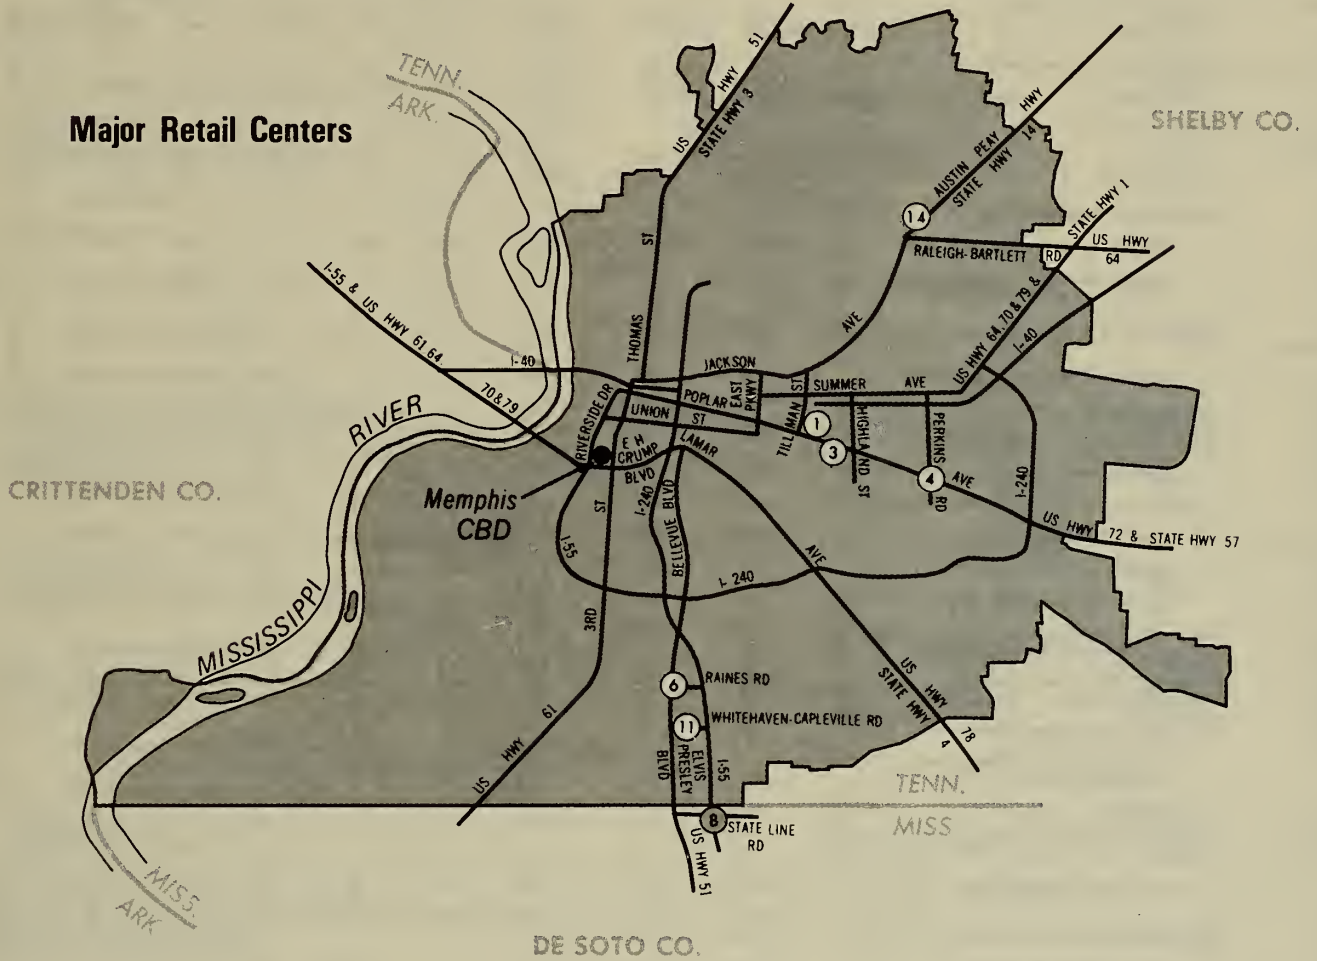 Major Retail Centers
TENN.
ARK.
SHELBY CO.
US HWY 51
STATE HWY 3
AUSTIN PEAY HWY
STATE HWY 14
14
STATE HWY 1
US HWY
64
RALEIGH-BARTLETT RD
US HWY 64, 70 & 79 &
I-40
I-55 & US HWY 61 64
70 & 79
I-40
THOMAS ST
JACKSON AVE
SUMMER AVE
EAST PKWY
POPLAR AVE
UNION ST
TILLMAN ST
HIGHLAND ST
PERKINS RD
RIVERSIDE DR
E H CRUMP BLVD
LAMAR AVE
1
3
4
I-240
US HWY 72 & STATE HWY 57
MISSISSIPPI RIVER
CRITTENDEN CO.
Memphis
CBD
I-240
BELLEVUE BLVD
I-55
I-240
3RD ST
US HWY 61
6
RAINES RD
11
WHITEHAVEN-CAPLEVILLE RD
ELVIS PRESLEY BLVD
I-55
US HWY 78
STATE HWY 4
TENN.
MISS
8
STATE LINE RD
US HWY 51
MISS.
ARK
DE SOTO CO.